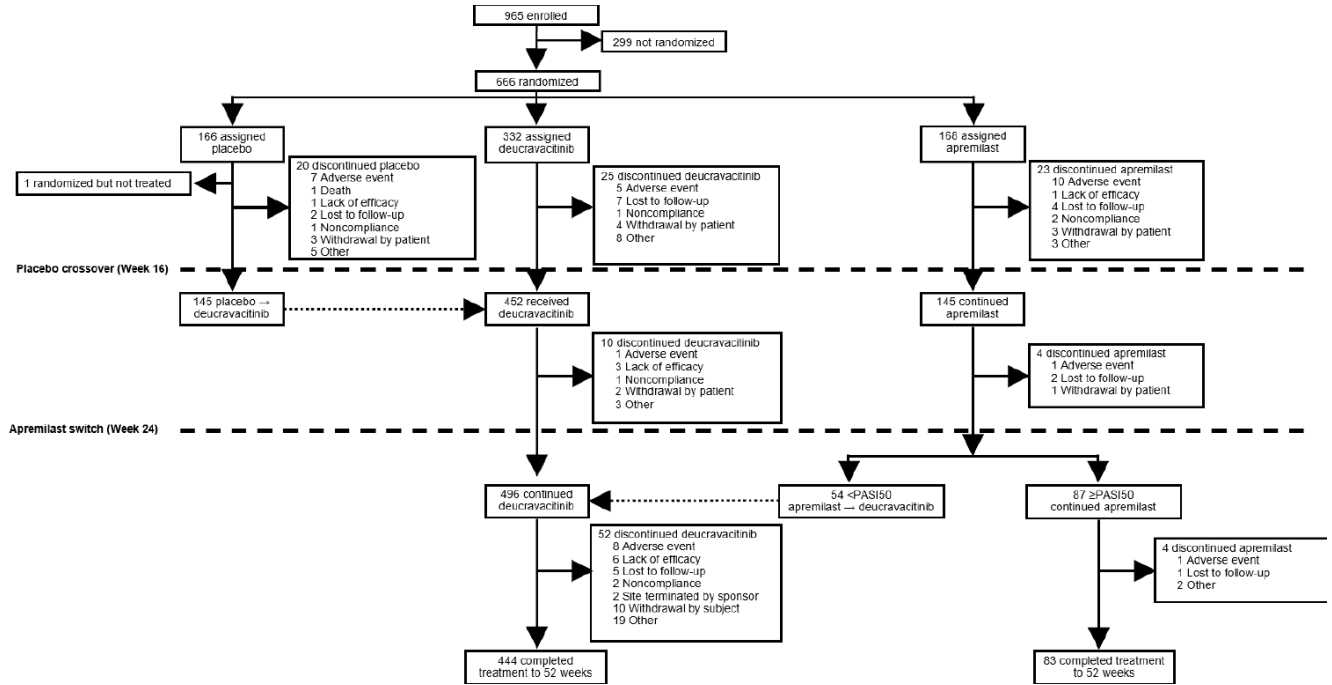 965 enrolled
299 not randomized
666 randomized
166 assigned
placebo
332 assigned
deucravacitinib
168 assigned
apremilast
1 randomized but not treated
20 discontinued placebo
7 Adverse event
1 Death
1 Lack of efficacy
2 Lost to follow-up
1 Noncompliance
3 Withdrawal by patient
5 Other
25 discontinued deucravacitinib
5 Adverse event
7 Lost to follow-up
1 Noncompliance
4 Withdrawal by patient
8 Other
23 discontinued apremilast
10 Adverse event
1 Lack of efficacy
4 Lost to follow-up
2 Noncompliance
3 Withdrawal by patient
3 Other
Placebo crossover (Week 16)
145 placebo →
deucravacitinib
452 received
deucravacitinib
145 continued
apremilast
10 discontinued deucravacitinib
1 Adverse event
3 Lack of efficacy
1 Noncompliance
2 Withdrawal by patient
3 Other
4 discontinued apremilast
1 Adverse event
2 Lost to follow-up
1 Withdrawal by patient
Apremilast switch (Week 24)
496 continued
deucravacitinib
54 <PASI50
apremilast → deucravacitinib
87 ≥PASI50
continued apremilast
52 discontinued deucravacitinib
8 Adverse event
6 Lack of efficacy
5 Lost to follow-up
2 Noncompliance
2 Site terminated by sponsor
10 Withdrawal by subject
19 Other
4 discontinued apremilast
1 Adverse event
1 Lost to follow-up
2 Other
444 completed
treatment to 52 weeks
83 completed treatment
to 52 weeks